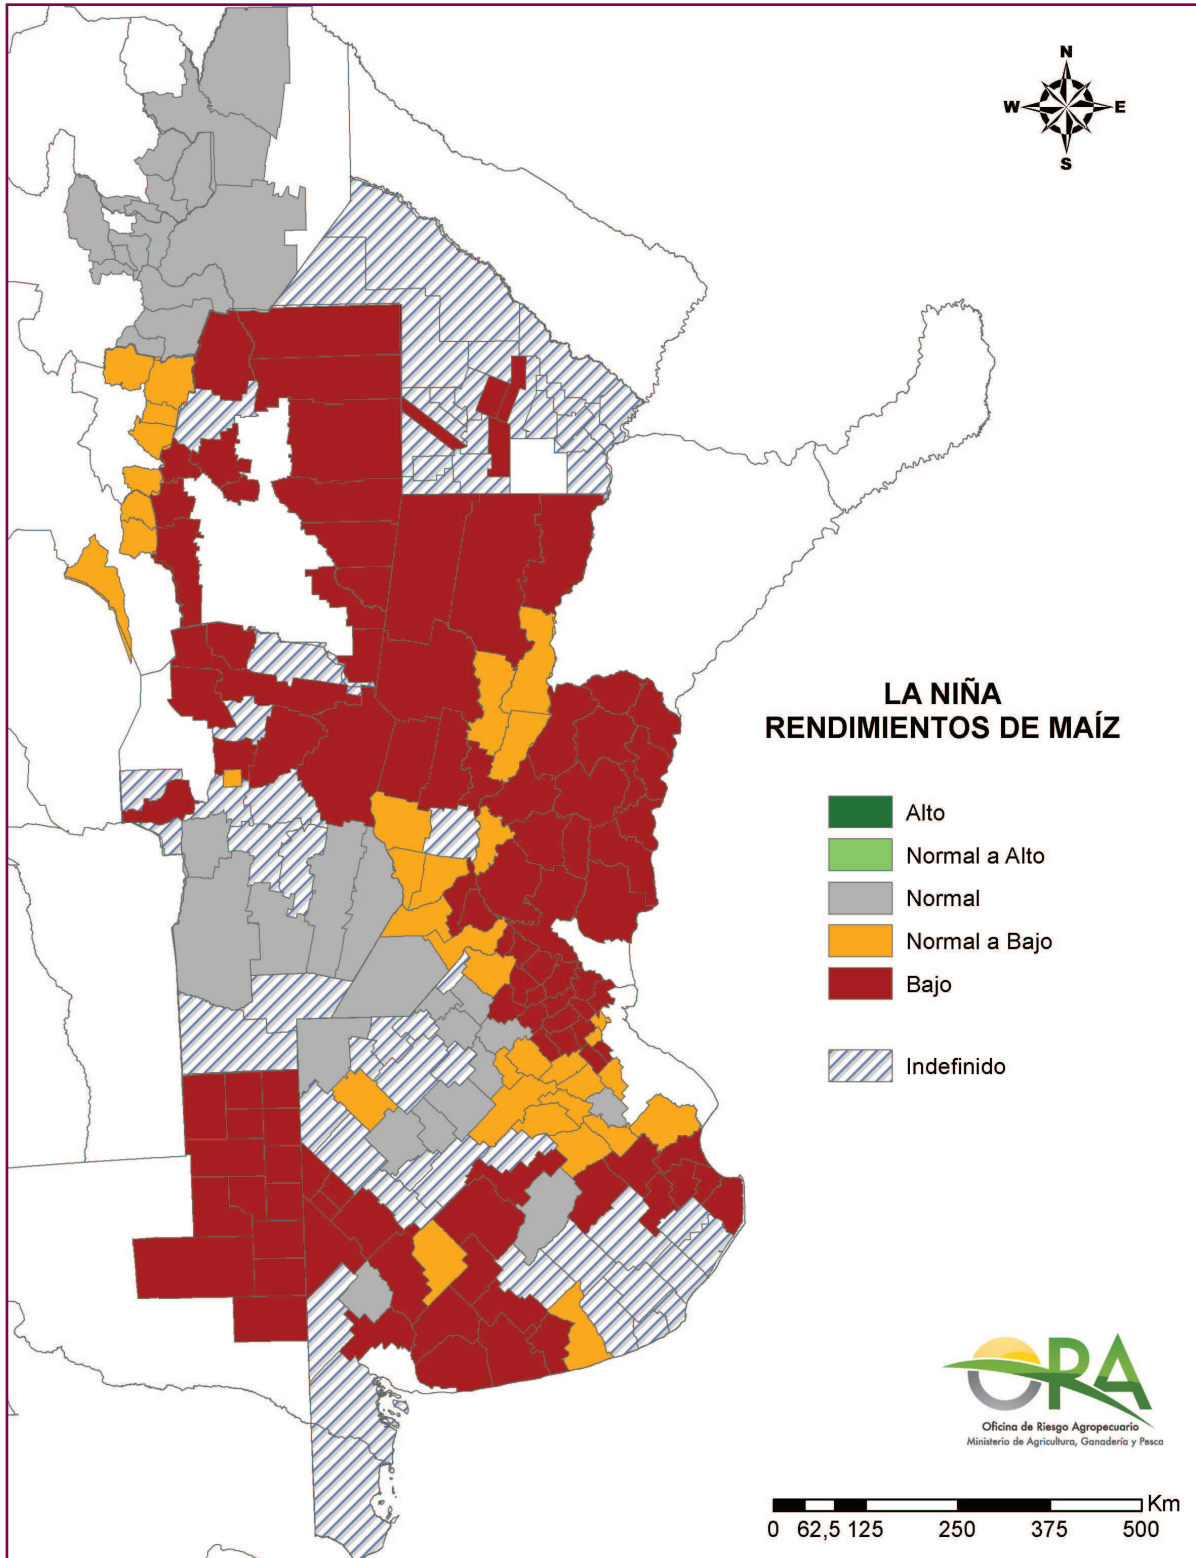 N
W E
S
LA NIÑA
RENDIMIENTOS DE MAÍZ
Alto
Normal a Alto
Normal
Normal a Bajo
Bajo
Indefinido
ORA
Oficina de Riesgo Agropecuario
Ministerio de Agricultura, Ganadería y Pesca
Km
0 62,5 125 250 375 500